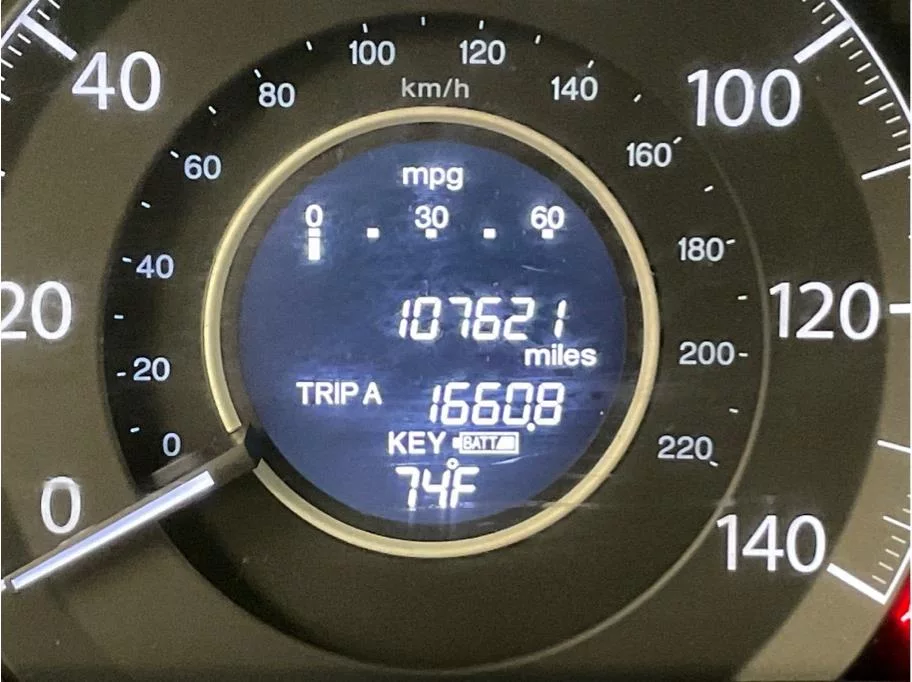 100 120
km/h
80 140
40 100
60 160
mpg
0 30 60
40 180
20 120
107621
miles
20 200
TRIP A 1660.8
KEY BATT
0 220
74°F
0 140